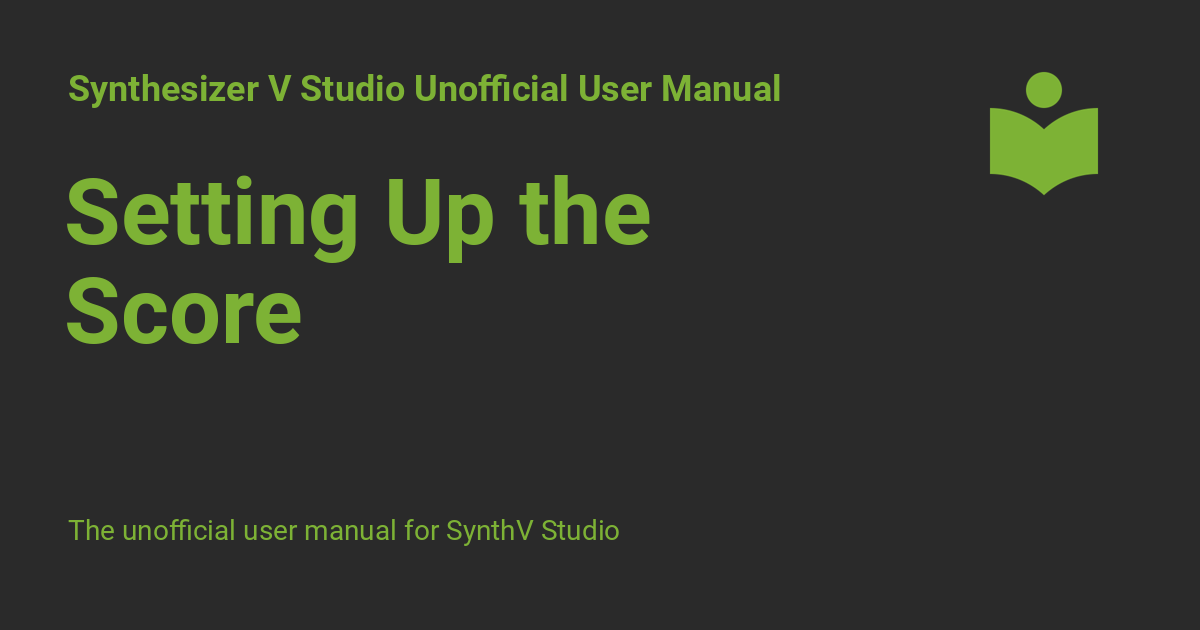 Synthesizer V Studio Unofficial User Manual
Setting Up the
Score
The unofficial user manual for SynthV Studio